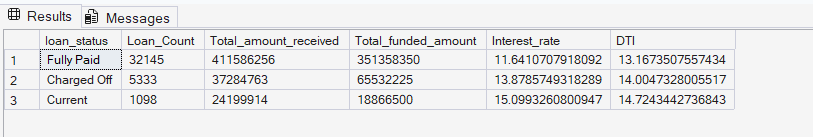 Results Messages
loan_status Loan_Count Total_amount_received Total_funded_amount Interest_rate DTI
1 Fully Paid 32145 411586256 351358350 11.6410707918092 13.1673507557434
2 Charged Off 5333 37284763 65532225 13.8785749318289 14.0047328005517
3 Current 1098 24199914 18866500 15.0993260800947 14.7243442736843